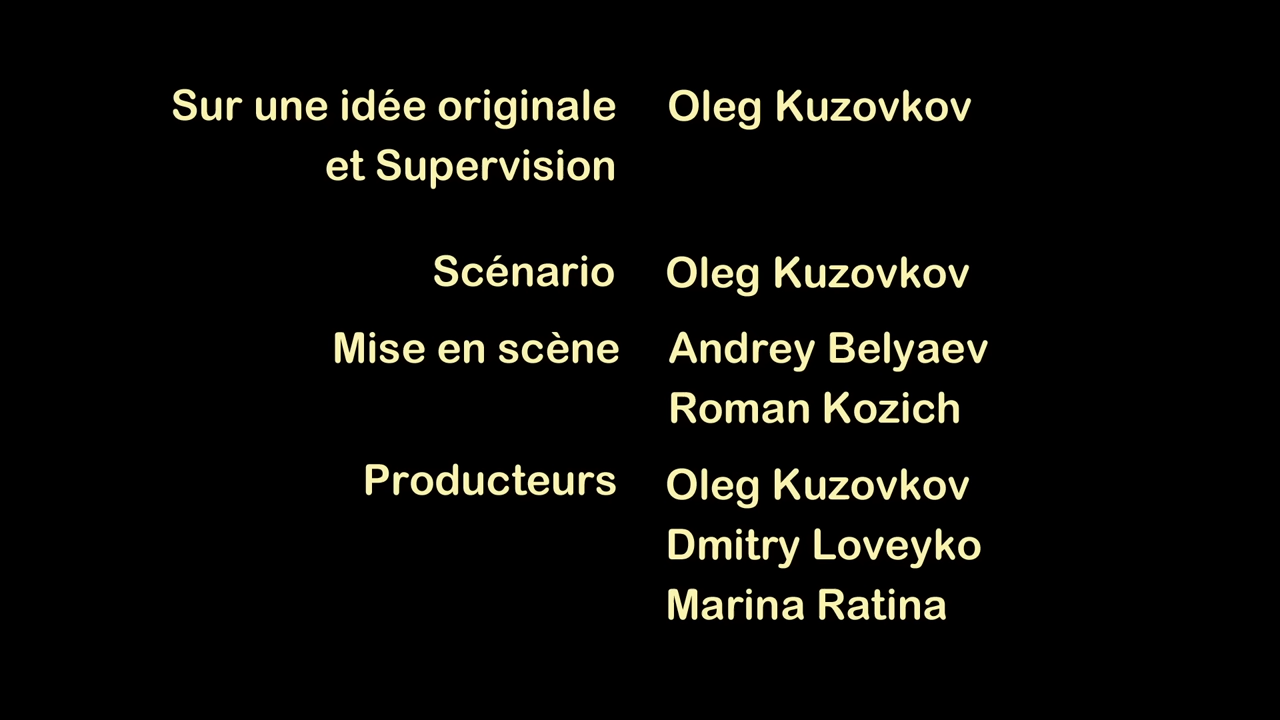 Sur une idée originale Oleg Kuzovkov
et Supervision
Scénario Oleg Kuzovkov
Mise en scène Andrey Belyaev
Roman Kozich
Producteurs Oleg Kuzovkov
Dmitry Loveyko
Marina Ratina